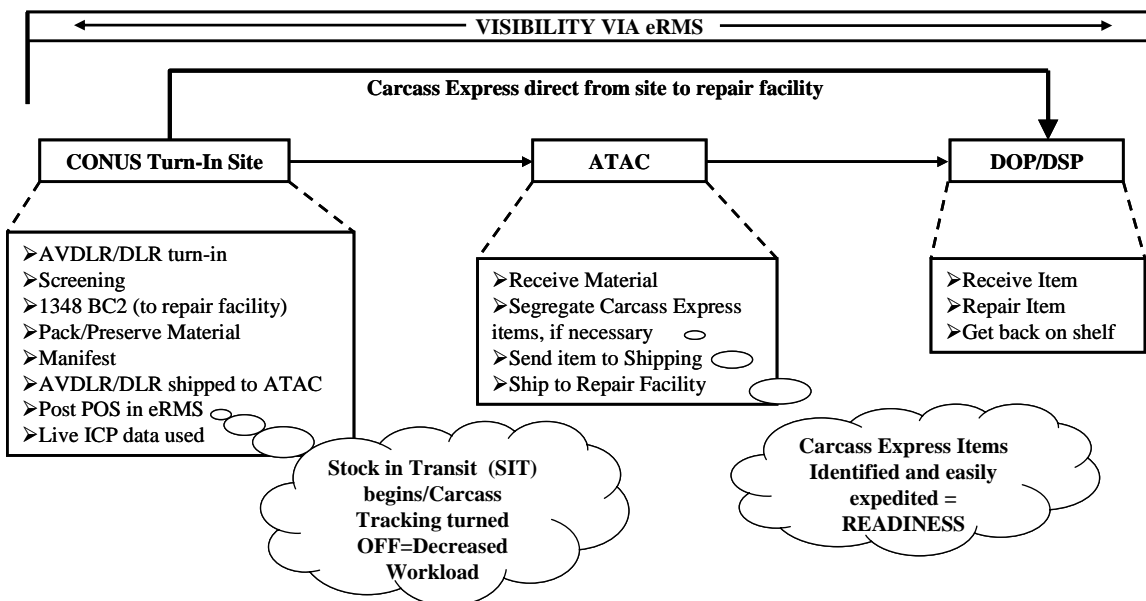 VISIBILITY VIA eRMS
Carcass Express direct from site to repair facility
CONUS Turn-In Site
ATAC
DOP/DSP
➢AVDLR/DLR turn-in
➢Screening
➢1348 BC2 (to repair facility)
➢Pack/Preserve Material
➢Manifest
➢AVDLR/DLR shipped to ATAC
➢Post POS in eRMS
➢Live ICP data used
➢Receive Material
➢Segregate Carcass Express
items, if necessary
➢Send item to Shipping
➢Ship to Repair Facility
➢Receive Item
➢Repair Item
➢Get back on shelf
Stock in Transit (SIT)
begins/Carcass
Tracking turned
OFF=Decreased
Workload
Carcass Express Items
Identified and easily
expedited =
READINESS